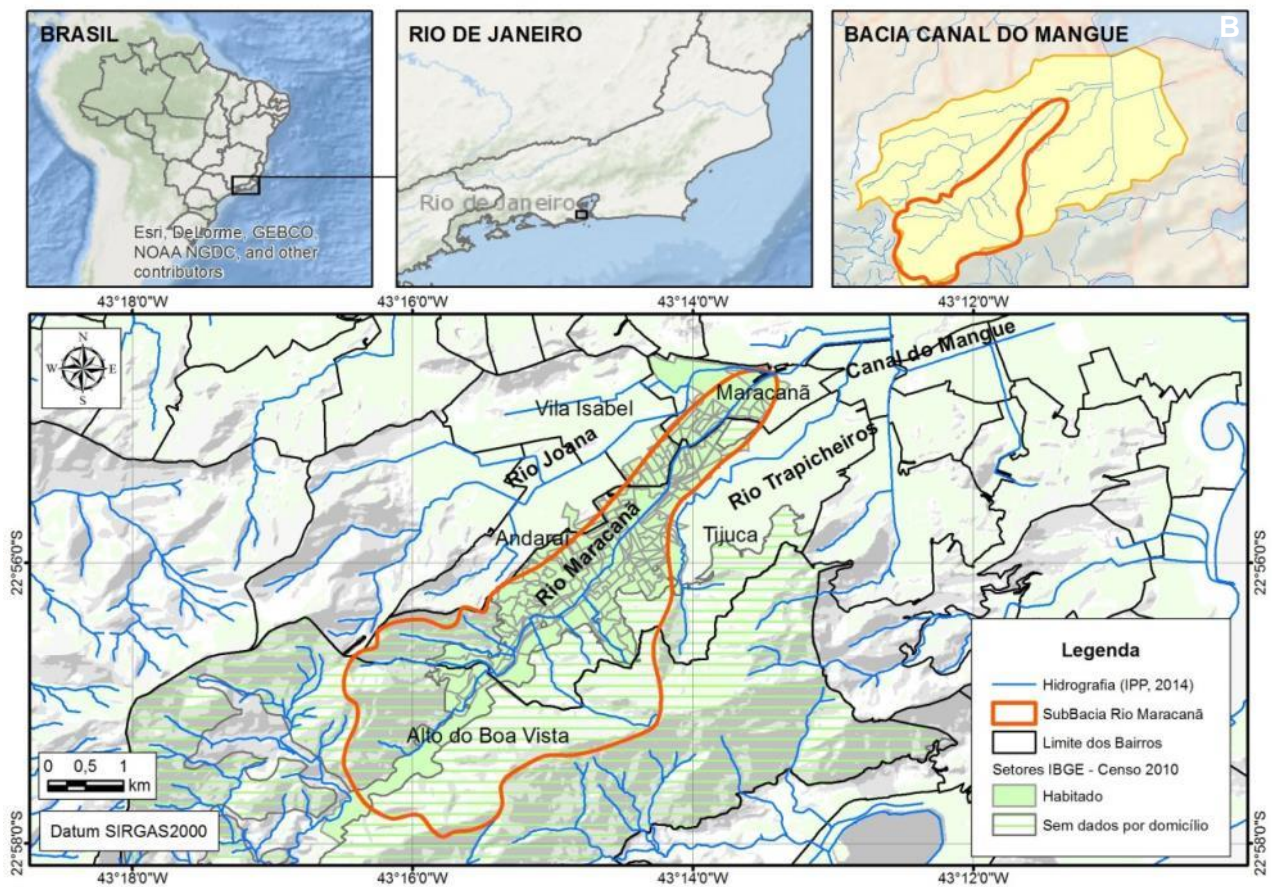 BRASIL
Esri, DeLorme, GEBCO,
NOAA NGDC, and other
contributors
RIO DE JANEIRO
Rio de Janeiro
BACIA CANAL DO MANGUE
B
43°18'0"W
43°16'0"W
43°14'0"W
43°12'0"W
N
W
E
S
Canal do Mangue
Maracanã
Vila Isabel
Rio Joana
Rio Trapicheiros
Andaraí
Rio Maracanã
Tijuca
Alto do Boa Vista
22°56'0"S
22°56'0"S
22°58'0"S
22°58'0"S
0 0,5 1
km
Datum SIRGAS2000
Legenda
Hidrografia (IPP, 2014)
SubBacia Rio Maracanã
Limite dos Bairros
Setores IBGE - Censo 2010
Habitado
Sem dados por domicílio
43°18'0"W
43°16'0"W
43°14'0"W
43°12'0"W